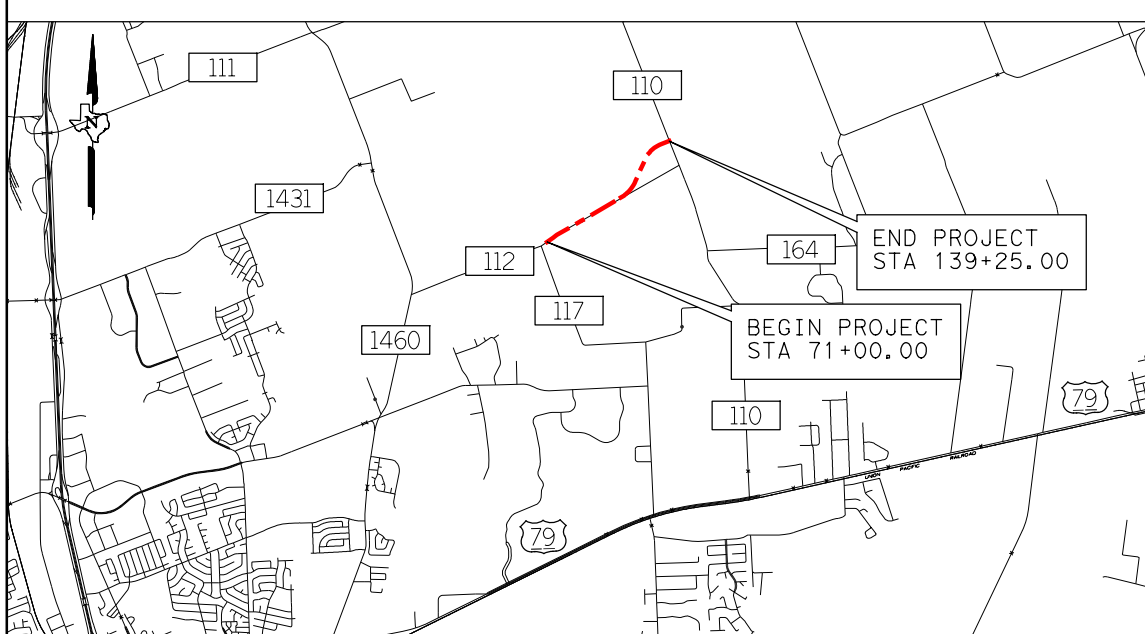 111
110
N
1431
END PROJECT
STA 139+25.00
164
112
117
BEGIN PROJECT
STA 71+00.00
1460
79
110
UNION PACIFIC RAILROAD
79